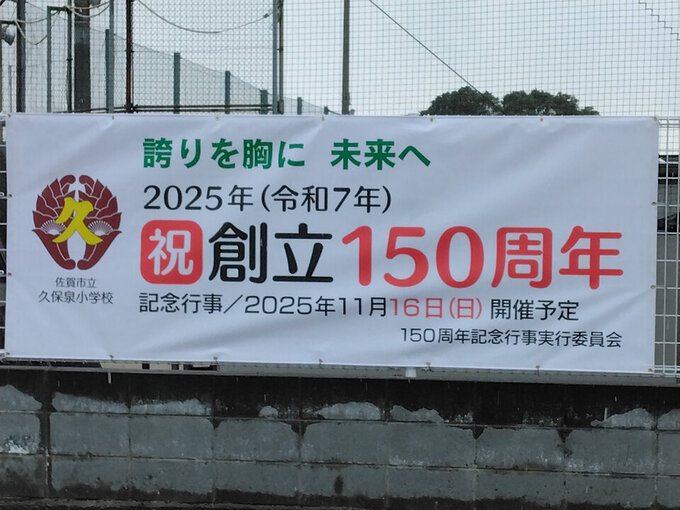 誇りを胸に 未来へ
2025年(令和7年)
祝 創立150周年
記念行事/2025年11月16日(日)開催予定
150周年記念行事実行委員会
久
佐賀市立
久保泉小学校